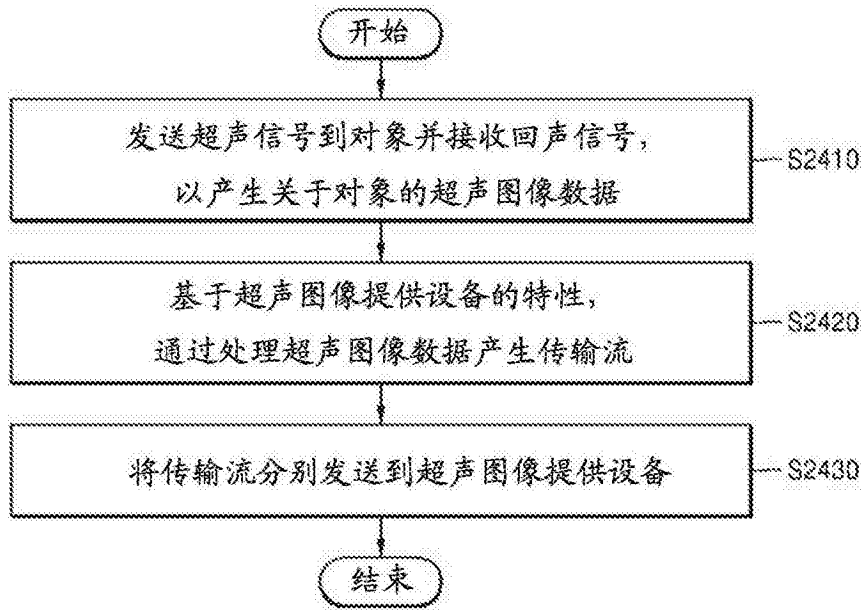 开始
发送超声信号到对象并接收回声信号，
以产生关于对象的超声图像数据
S2410
基于超声图像提供设备的特性，
通过处理超声图像数据产生传输流
S2420
将传输流分别发送到超声图像提供设备
S2430
结束